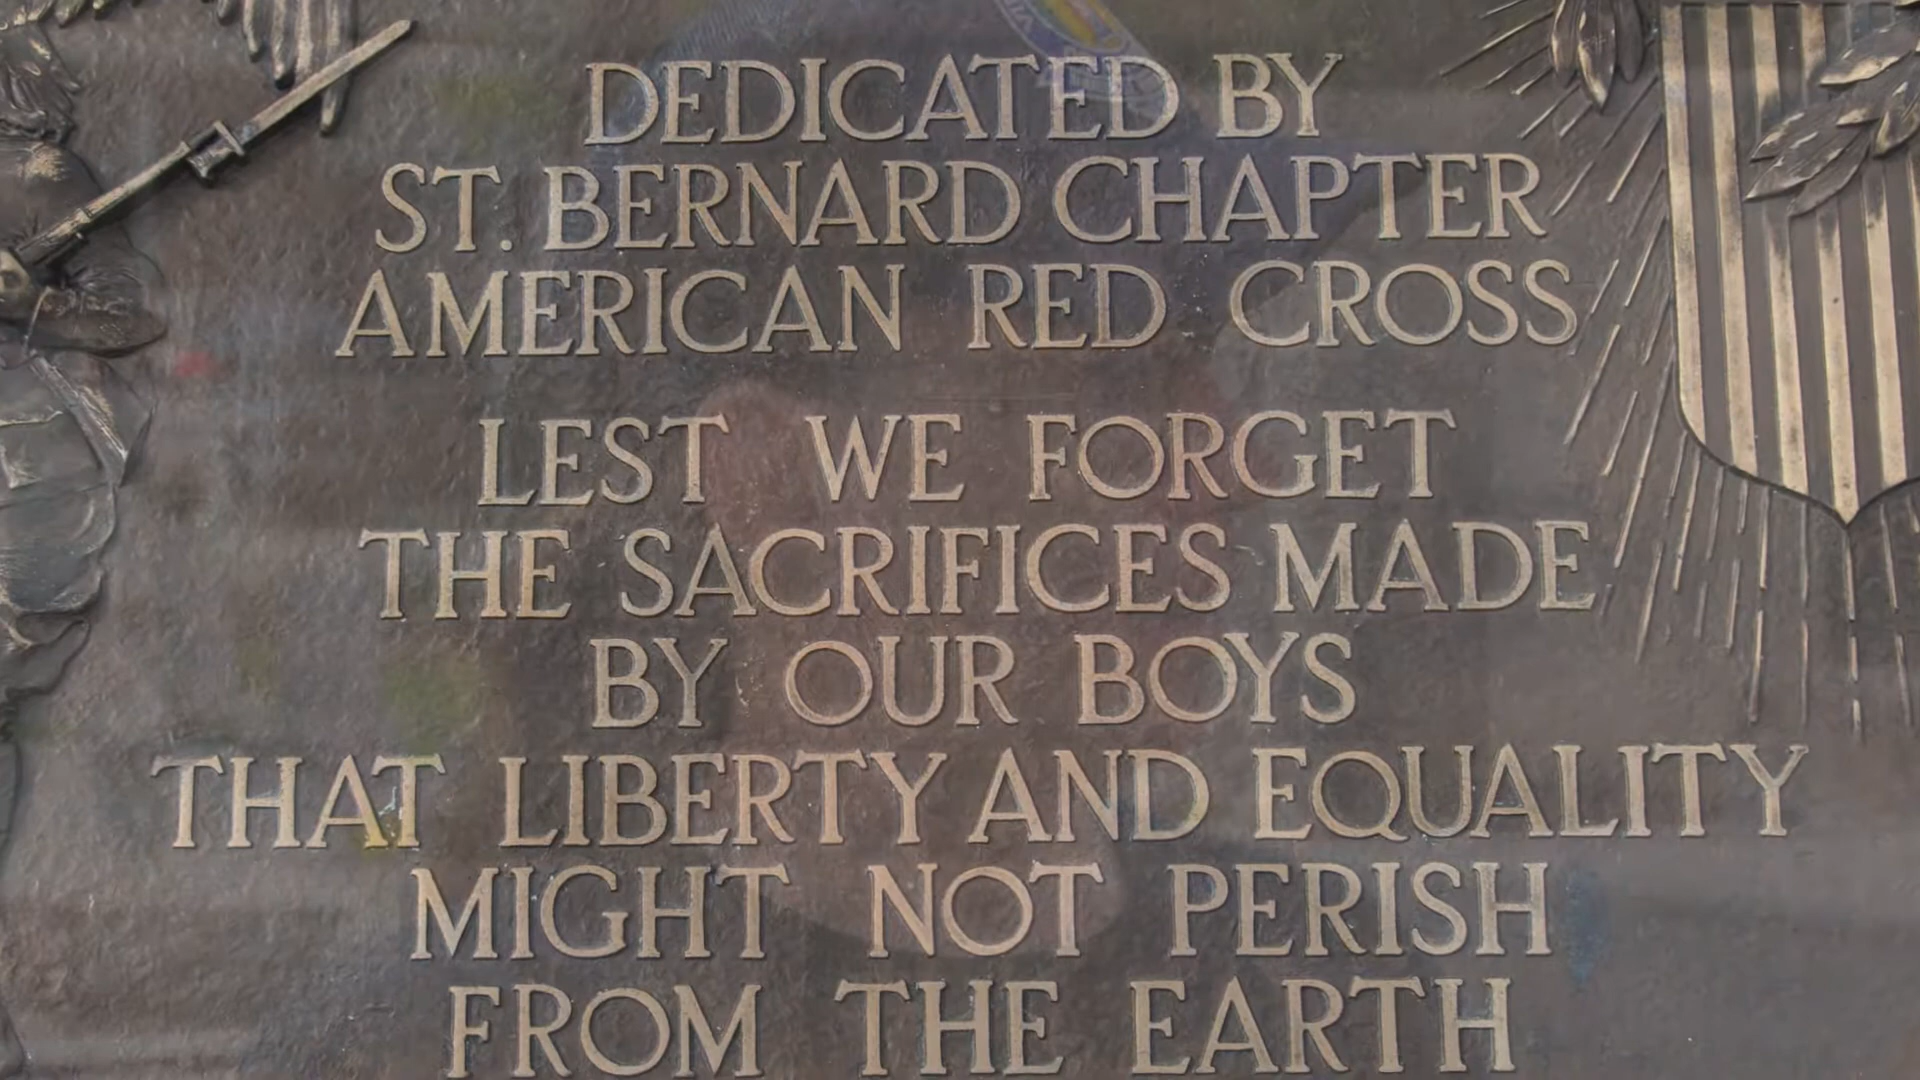 DEDICATED BY
ST. BERNARD CHAPTER
AMERICAN RED CROSS
LEST WE FORGET
THE SACRIFICES MADE
BY OUR BOYS
THAT LIBERTY AND EQUALITY
MIGHT NOT PERISH
FROM THE EARTH